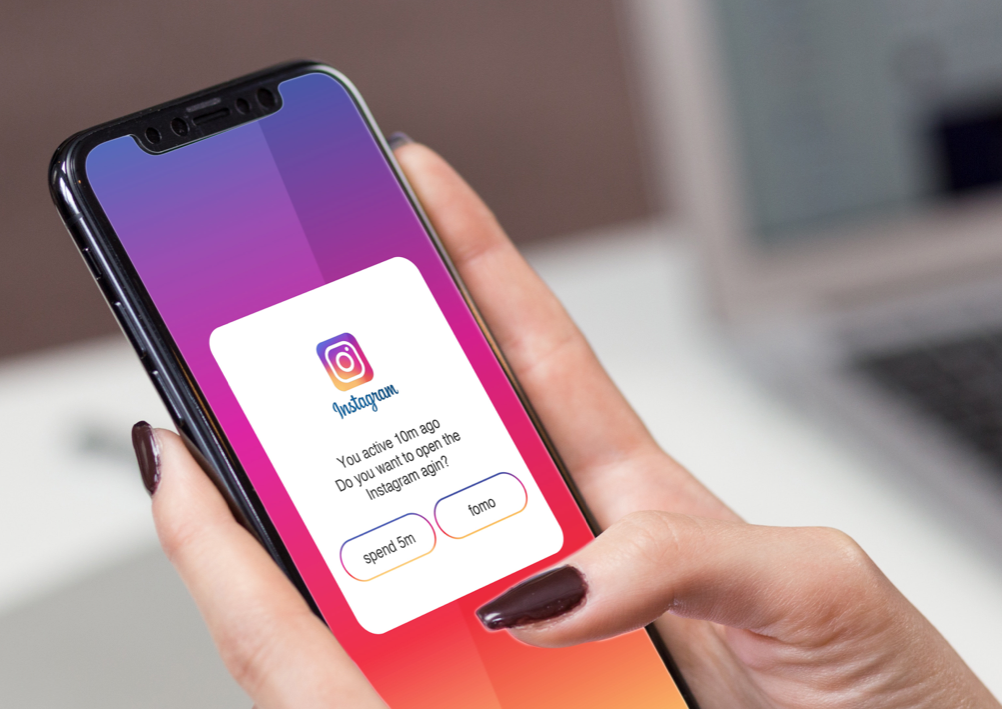 Instagram
You active 10m ago
Do you want to open the
Instagram agin?
spend 5m
fomo